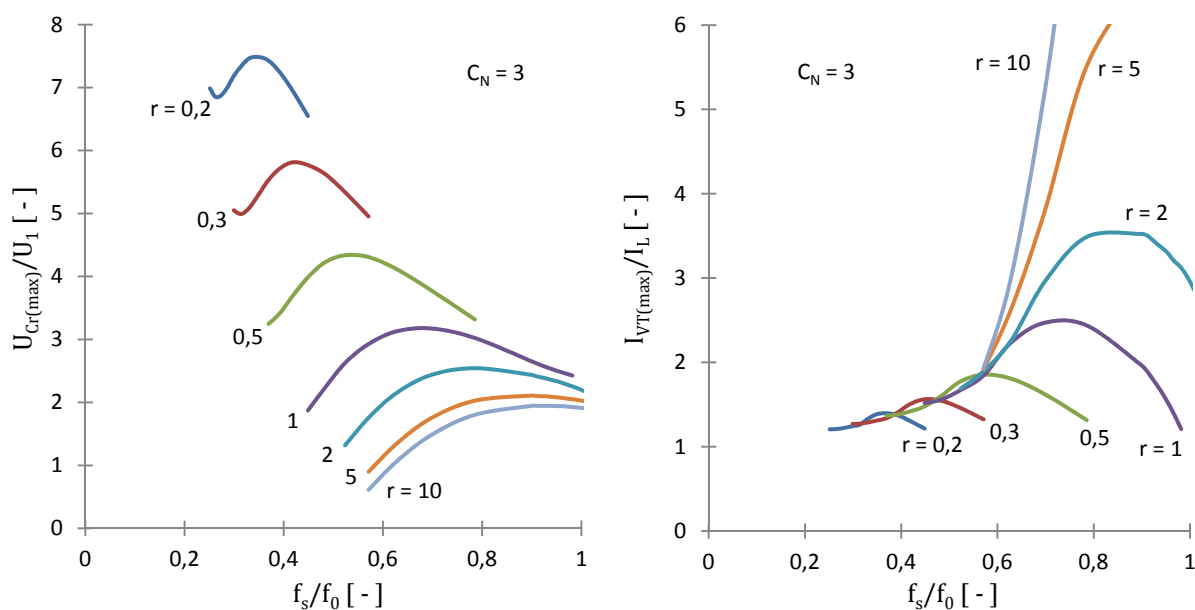 U_Cr(max)/U_1 [ - ]
8
7
6
5
4
3
2
1
0
C_N = 3
r = 0,2
0,3
0,5
1
2
5
r = 10
0
0,2
0,4
0,6
0,8
1
f_s/f_0 [ - ]
I_VT(max)/I_L [ - ]
6
5
4
3
2
1
0
C_N = 3
r = 10
r = 5
r = 2
r = 0,2
0,3
0,5
r = 1
0
0,2
0,4
0,6
0,8
1
f_s/f_0 [ - ]